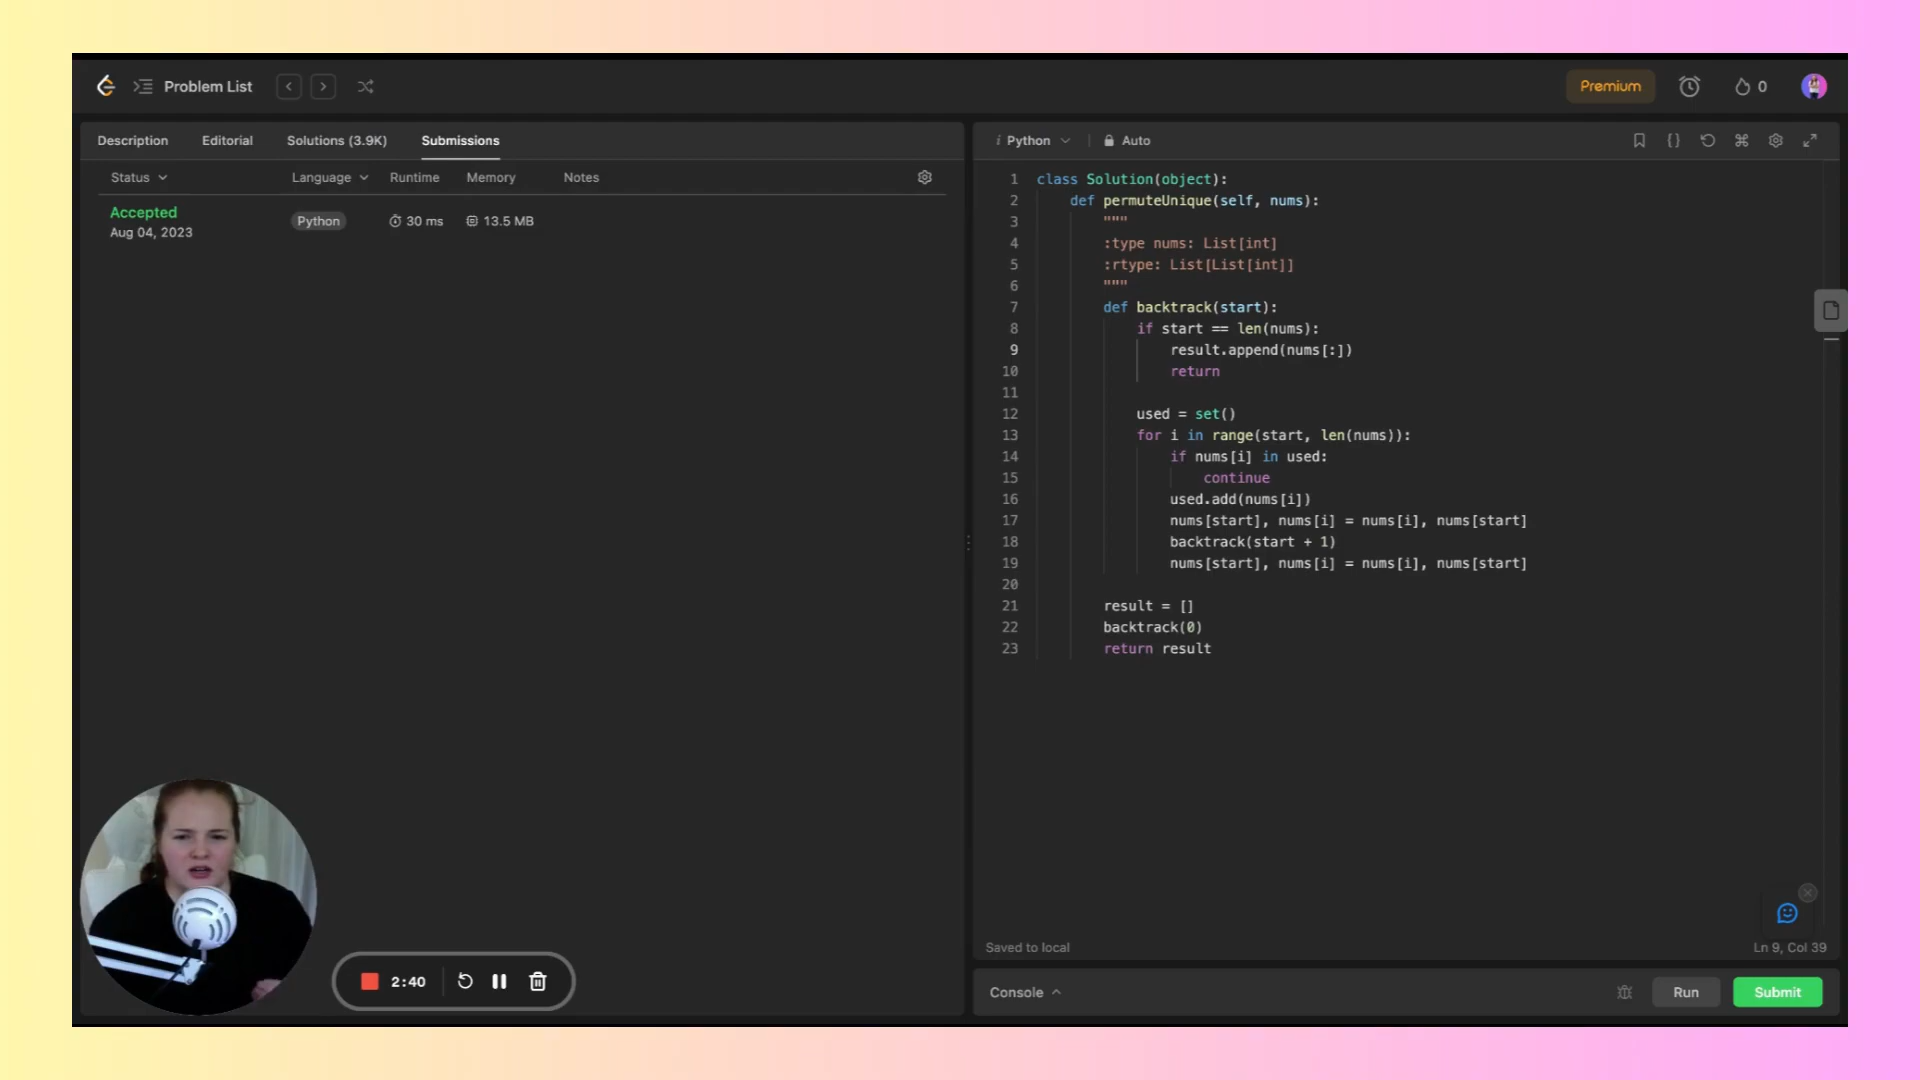 Problem List
Premium
0
Description Editorial Solutions (3.9K) Submissions
Status Language Runtime Memory Notes
Accepted
Aug 04, 2023
Python
30 ms
13.5 MB
2:40
i Python Auto
1 class Solution(object):
2 def permuteUnique(self, nums):
3 """
4 :type nums: List[int]
5 :rtype: List[List[int]]
6 """
7 def backtrack(start):
8 if start == len(nums):
9 result.append(nums[:])
10 return
11
12 used = set()
13 for i in range(start, len(nums)):
14 if nums[i] in used:
15 continue
16 used.add(nums[i])
17 nums[start], nums[i] = nums[i], nums[start]
18 backtrack(start + 1)
19 nums[start], nums[i] = nums[i], nums[start]
20
21 result = []
22 backtrack(0)
23 return result
Saved to local
Ln 9, Col 39
Console
Run
Submit